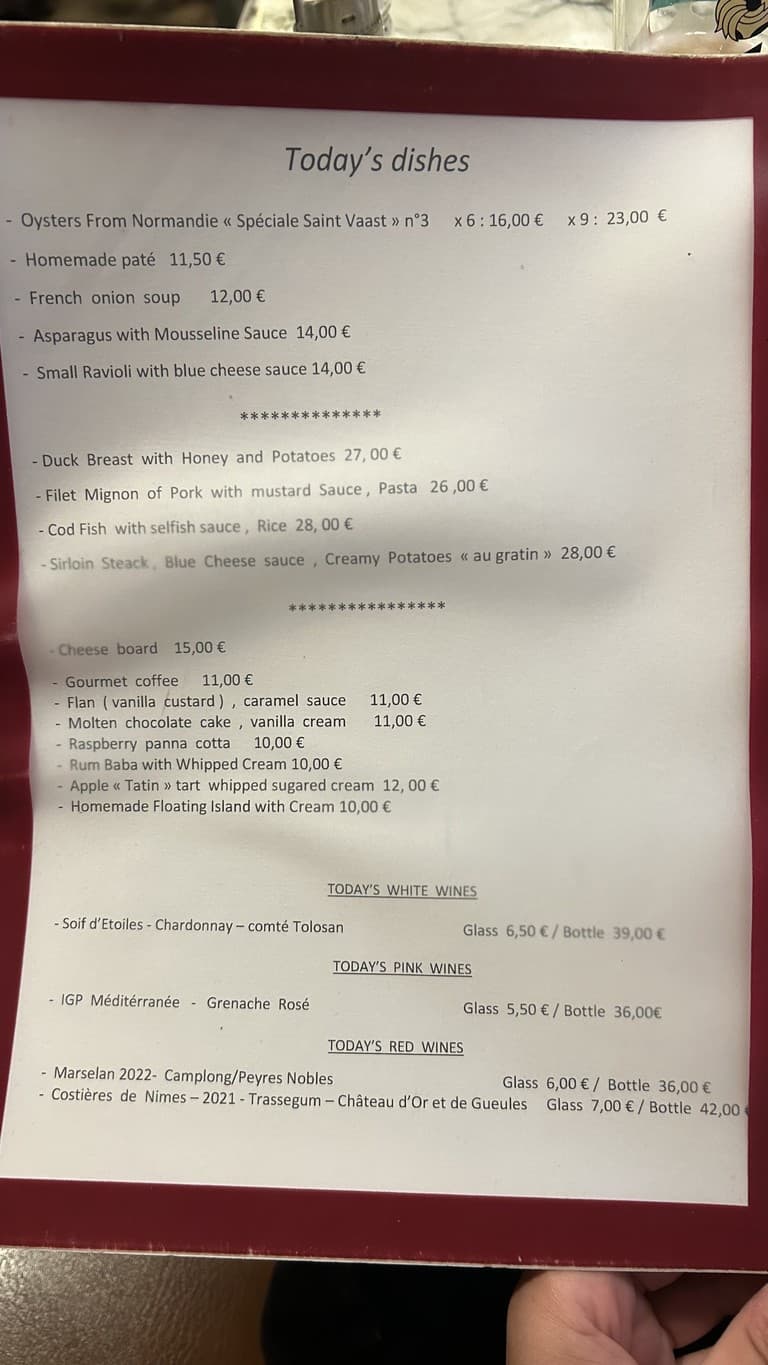 Today's dishes
- Oysters From Normandie « Spéciale Saint Vaast » n°3 x 6 : 16,00 € x 9 : 23,00 €
- Homemade paté 11,50 €
- French onion soup 12,00 €
- Asparagus with Mousseline Sauce 14,00 €
- Small Ravioli with blue cheese sauce 14,00 €
**************
- Duck Breast with Honey and Potatoes 27, 00 €
- Filet Mignon of Pork with mustard Sauce , Pasta 26 ,00 €
- Cod Fish with selfish sauce , Rice 28, 00 €
- Sirloin Steack , Blue Cheese sauce , Creamy Potatoes « au gratin » 28,00 €
****************
- Cheese board 15,00 €
- Gourmet coffee 11,00 €
- Flan ( vanilla custard ) , caramel sauce 11,00 €
- Molten chocolate cake , vanilla cream 11,00 €
- Raspberry panna cotta 10,00 €
- Rum Baba with Whipped Cream 10,00 €
- Apple « Tatin » tart whipped sugared cream 12, 00 €
- Homemade Floating Island with Cream 10,00 €
TODAY'S WHITE WINES
- Soif d'Etoiles - Chardonnay – comté Tolosan Glass 6,50 € / Bottle 39,00 €
TODAY'S PINK WINES
- IGP Méditérranée - Grenache Rosé Glass 5,50 € / Bottle 36,00€
TODAY'S RED WINES
- Marselan 2022- Camplong/Peyres Nobles Glass 6,00 € / Bottle 36,00 €
- Costières de Nimes – 2021 - Trassegum – Château d'Or et de Gueules Glass 7,00 € / Bottle 42,00 €